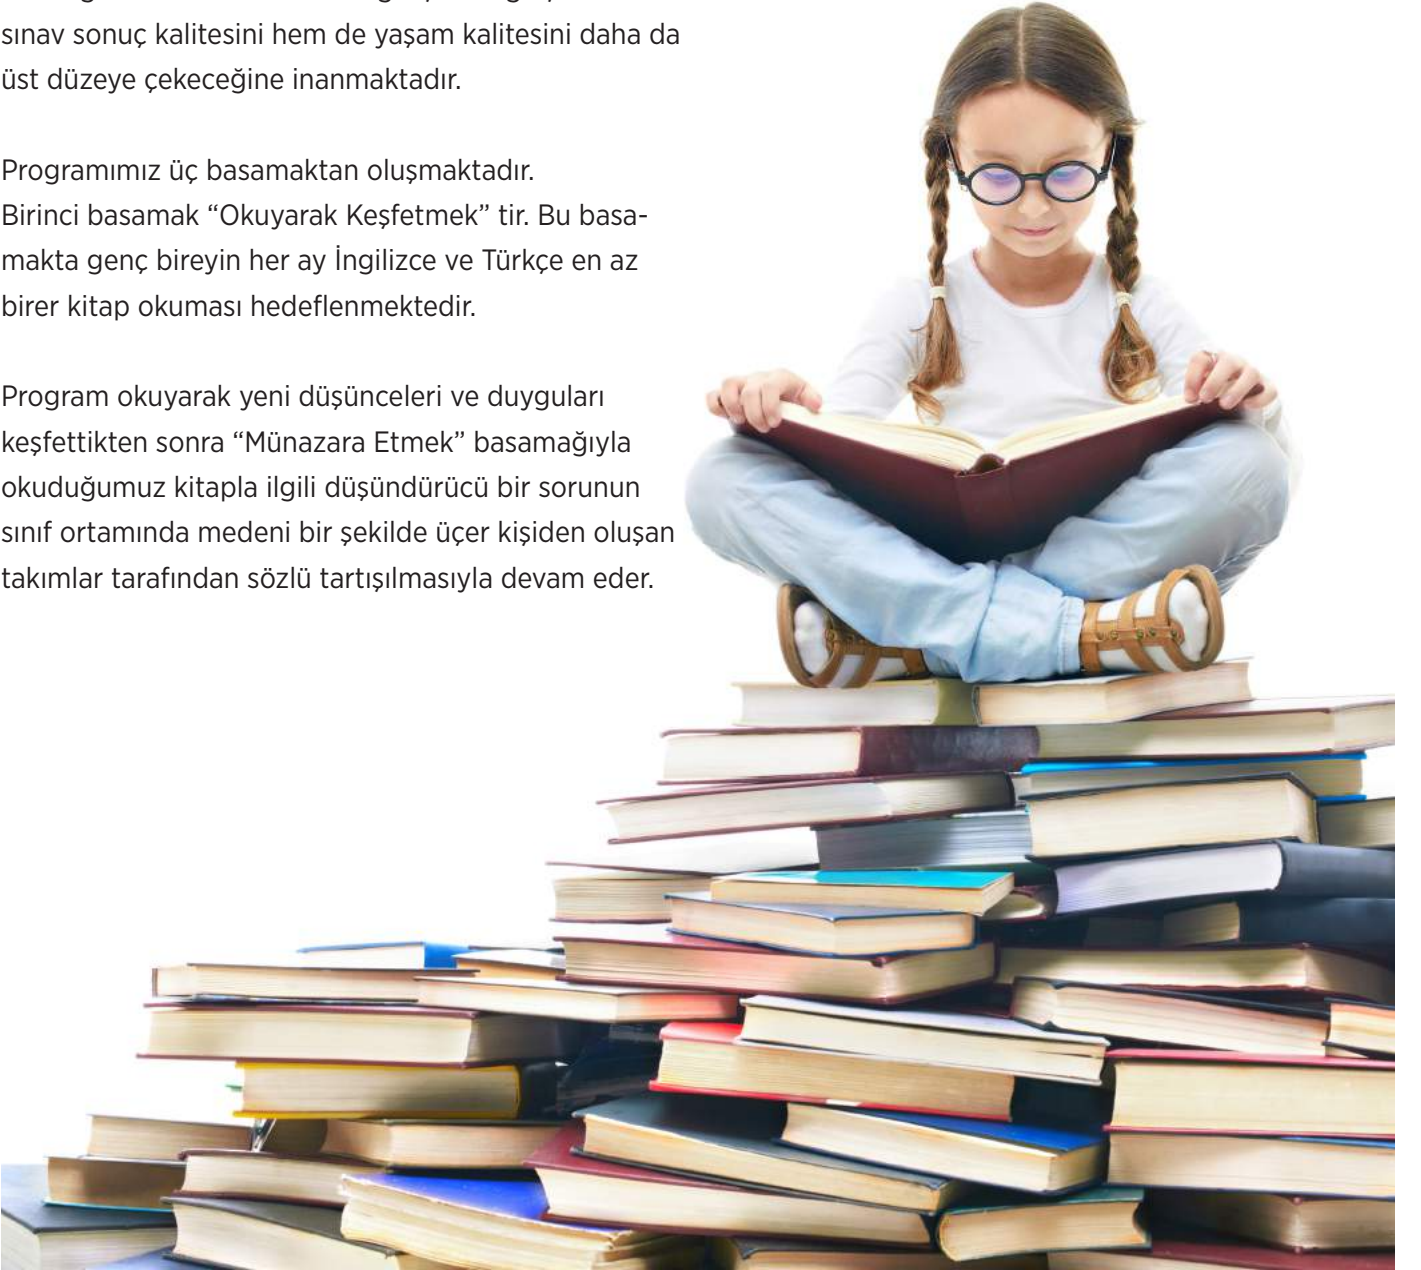 sınav sonuç kalitesini hem de yaşam kalitesini daha da
üst düzeye çekeceğine inanmaktadır.
Programımız üç basamaktan oluşmaktadır.
Birinci basamak “Okuyarak Keşfetmek” tir. Bu basa-
makta genç bireyin her ay İngilizce ve Türkçe en az
birer kitap okuması hedeflenmektedir.
Program okuyarak yeni düşünceleri ve duyguları
keşfettikten sonra “Münazara Etmek” basamağıyla
okuduğumuz kitapla ilgili düşündürücü bir sorunun
sınıf ortamında medeni bir şekilde üçer kişiden oluşan
takımlar tarafından sözlü tartışılmasıyla devam eder.